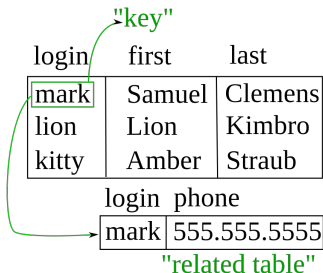 "key"
login first last
mark Samuel Clemens
lion Lion Kimbro
kitty Amber Straub
login phone
mark 555.555.5555
"related table"